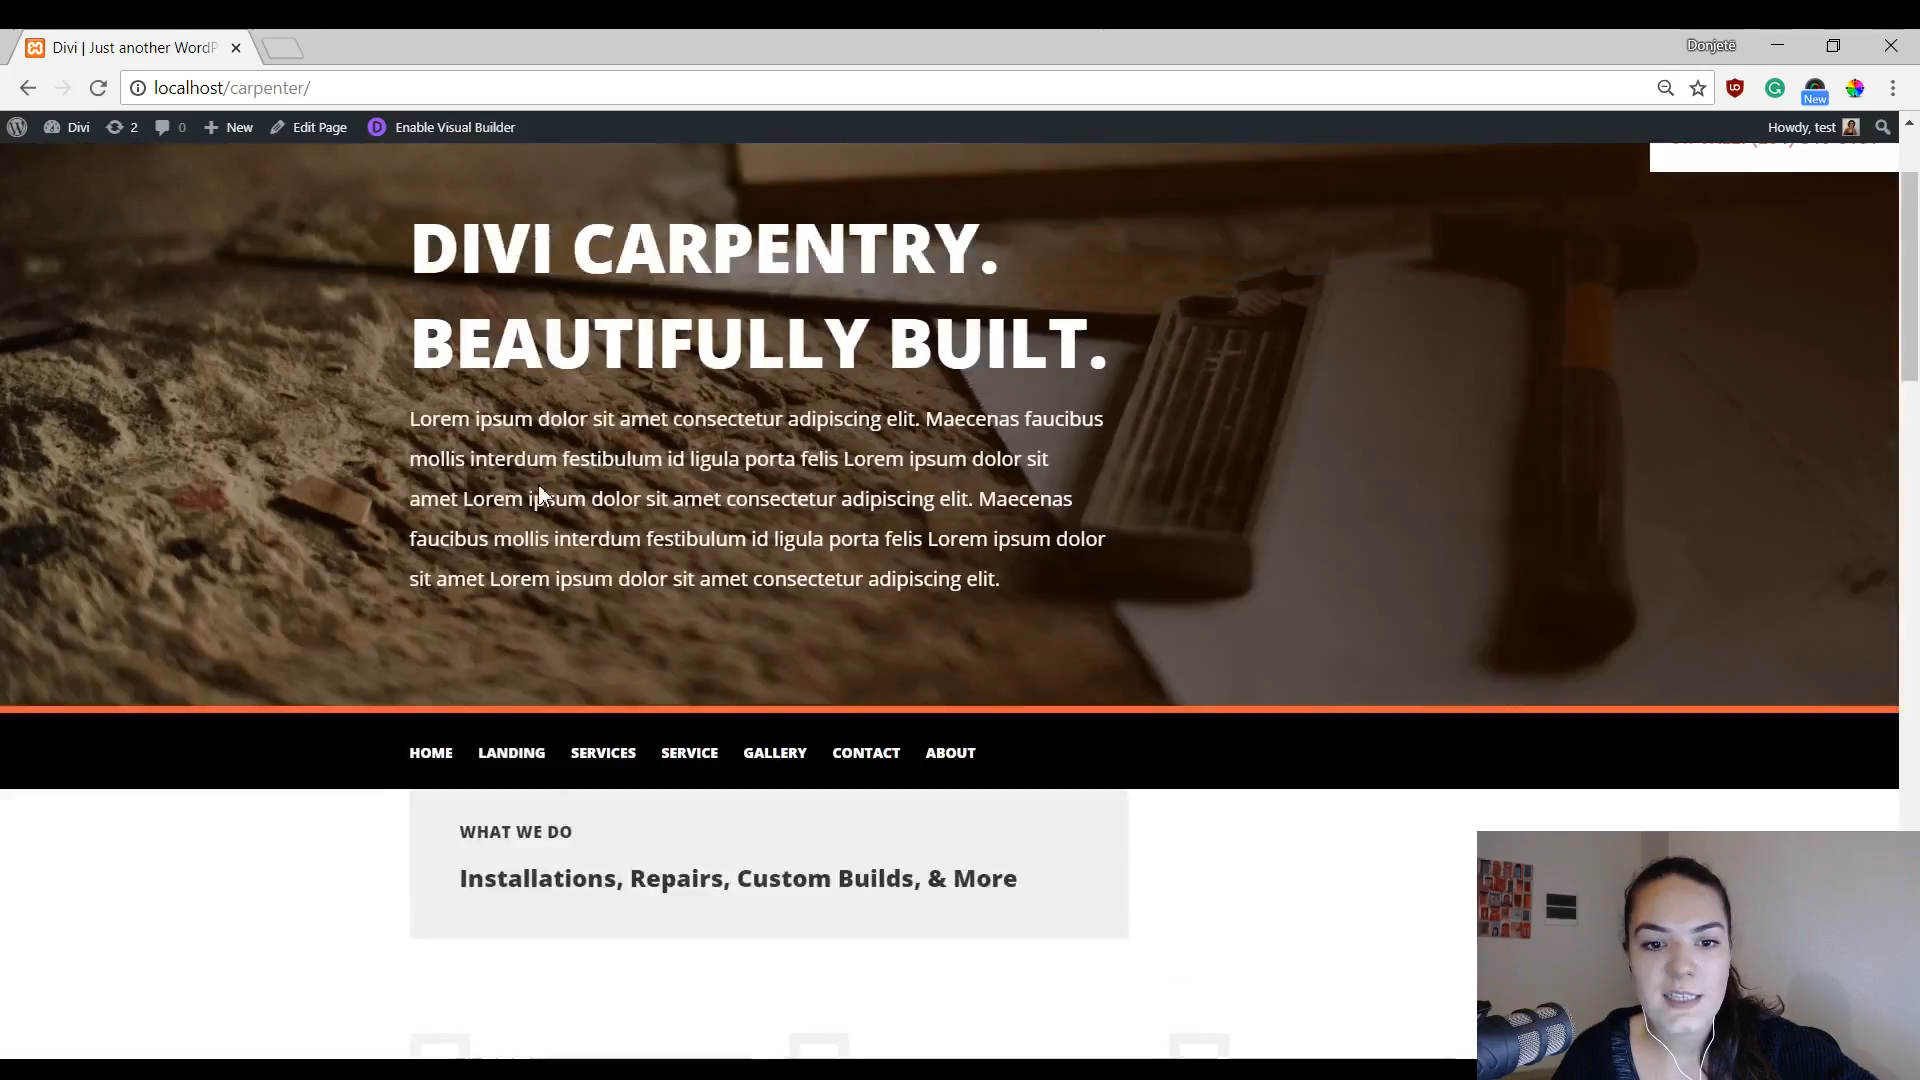 Divi | Just another WordP
Donjetë
localhost/carpenter/
New
Divi 2 0 New Edit Page Enable Visual Builder Howdy, test
DIVI CARPENTRY.
BEAUTIFULLY BUILT.
Lorem ipsum dolor sit amet consectetur adipiscing elit. Maecenas faucibus
mollis interdum festibulum id ligula porta felis Lorem ipsum dolor sit
amet Lorem ipsum dolor sit amet consectetur adipiscing elit. Maecenas
faucibus mollis interdum festibulum id ligula porta felis Lorem ipsum dolor
sit amet Lorem ipsum dolor sit amet consectetur adipiscing elit.
HOME LANDING SERVICES SERVICE GALLERY CONTACT ABOUT
WHAT WE DO
Installations, Repairs, Custom Builds, & More